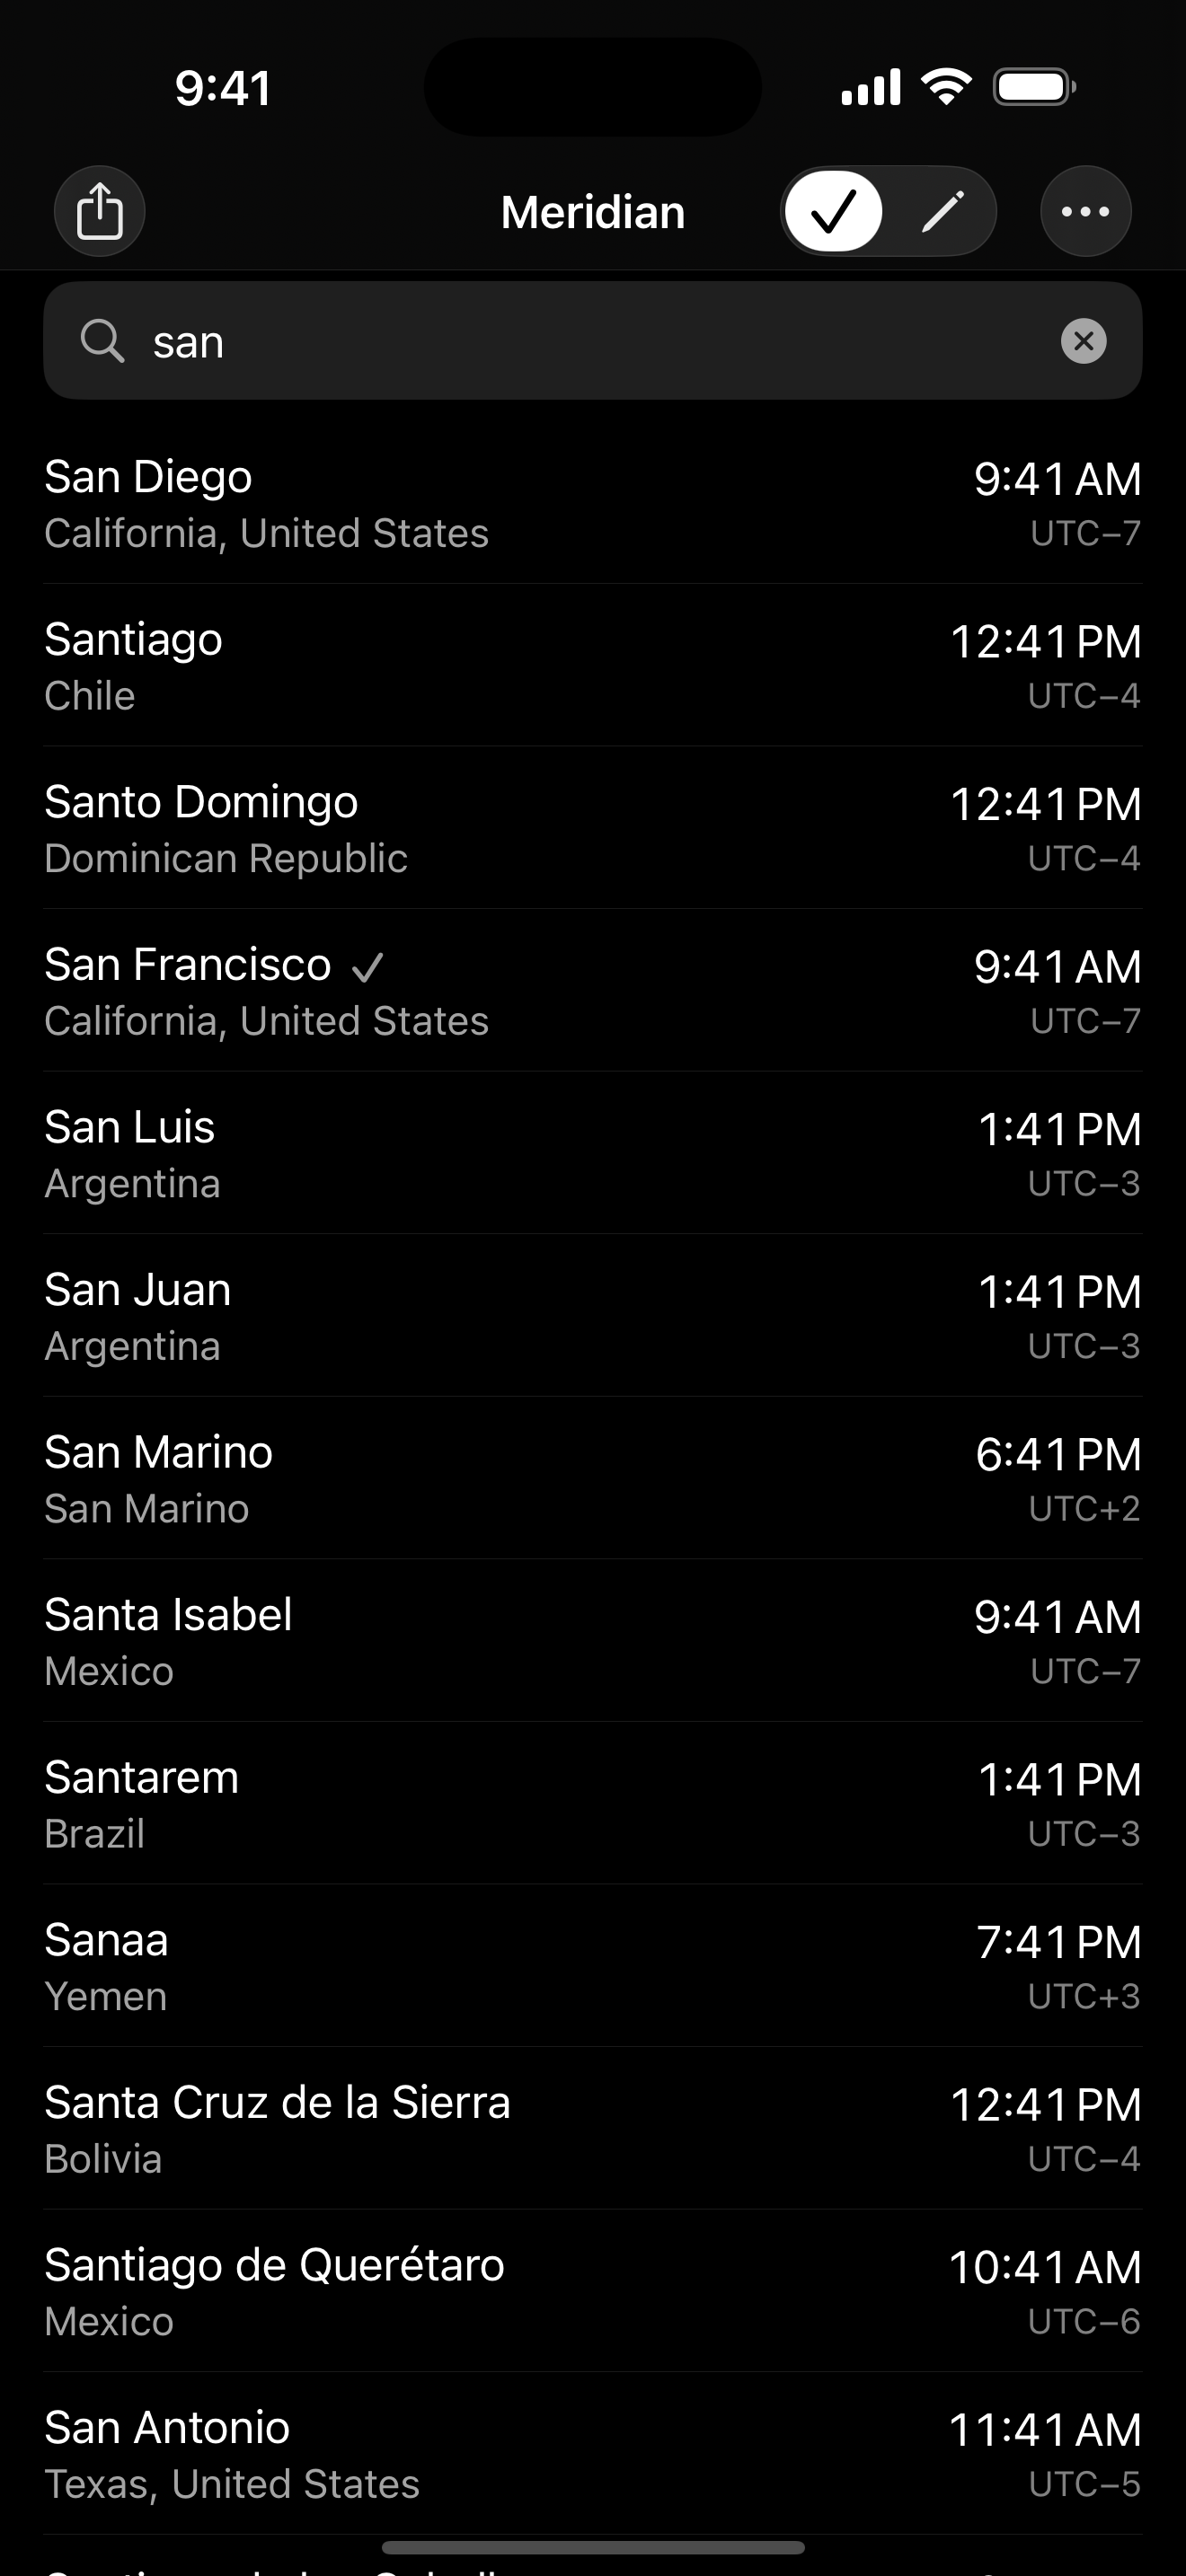 9:41
Meridian
san
San Diego
9:41 AM
California, United States
UTC−7
Santiago
12:41 PM
Chile
UTC−4
Santo Domingo
12:41 PM
Dominican Republic
UTC−4
San Francisco ✓
9:41 AM
California, United States
UTC−7
San Luis
1:41 PM
Argentina
UTC−3
San Juan
1:41 PM
Argentina
UTC−3
San Marino
6:41 PM
San Marino
UTC+2
Santa Isabel
9:41 AM
Mexico
UTC−7
Santarem
1:41 PM
Brazil
UTC−3
Sanaa
7:41 PM
Yemen
UTC+3
Santa Cruz de la Sierra
12:41 PM
Bolivia
UTC−4
Santiago de Querétaro
10:41 AM
Mexico
UTC−6
San Antonio
11:41 AM
Texas, United States
UTC−5